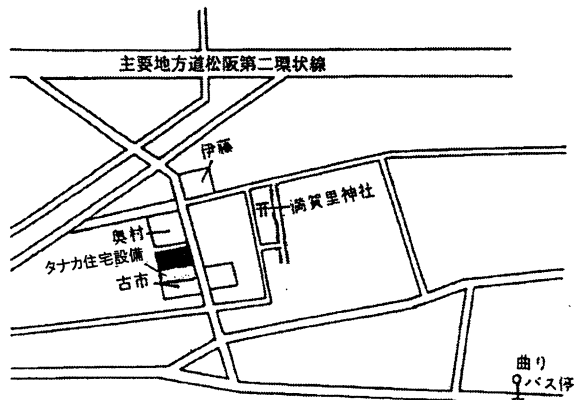 主要地方道松阪第二環状線
伊藤
満賀里神社
奥村
タナカ住宅設備
古市
曲り
バス停